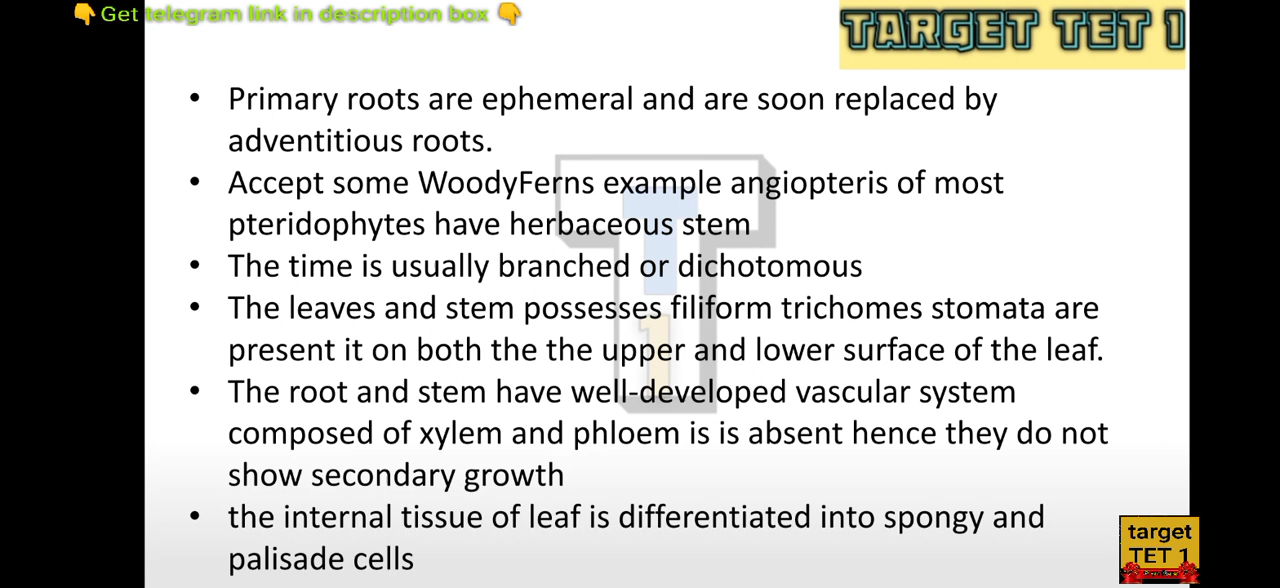 👇 Get telegram link in description box 👇
TARGET TET 1
• Primary roots are ephemeral and are soon replaced by
adventitious roots.
• Accept some WoodyFerns example angiopteris of most
pteridophytes have herbaceous stem
• The time is usually branched or dichotomous
• The leaves and stem possesses filiform trichomes stomata are
present it on both the the upper and lower surface of the leaf.
• The root and stem have well-developed vascular system
composed of xylem and phloem is is absent hence they do not
show secondary growth
• the internal tissue of leaf is differentiated into spongy and
palisade cells
T
1
target
TET 1